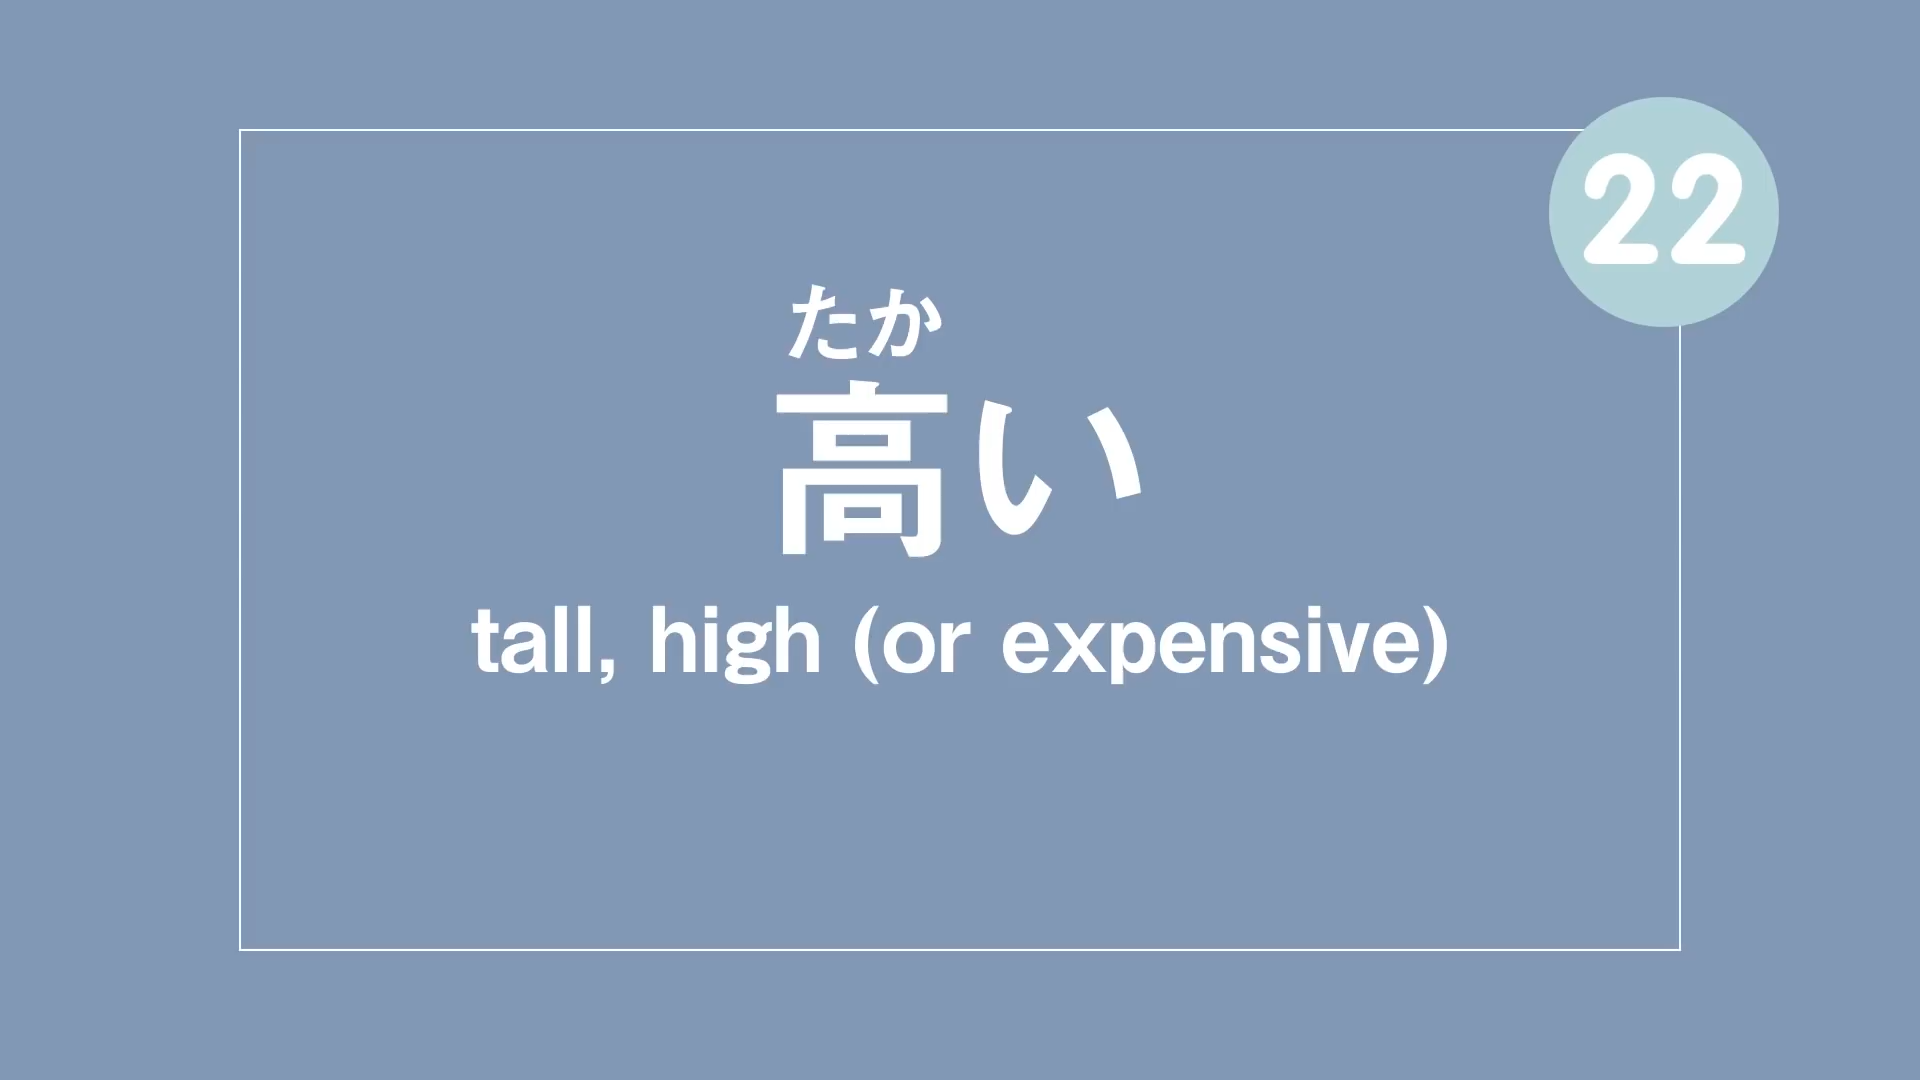 22
たか
高い
tall, high (or expensive)